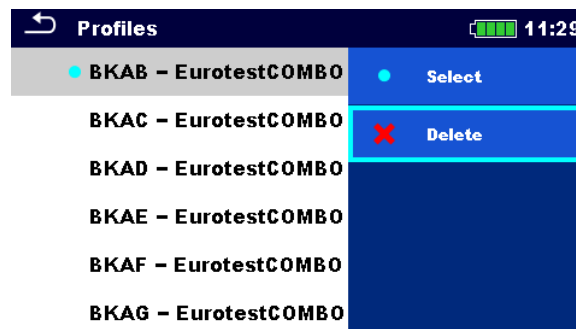 Profiles 11:29
BKAB – EurotestCOMBO
Select
BKAC – EurotestCOMBO
Delete
BKAD – EurotestCOMBO
BKAE – EurotestCOMBO
BKAF – EurotestCOMBO
BKAG – EurotestCOMBO